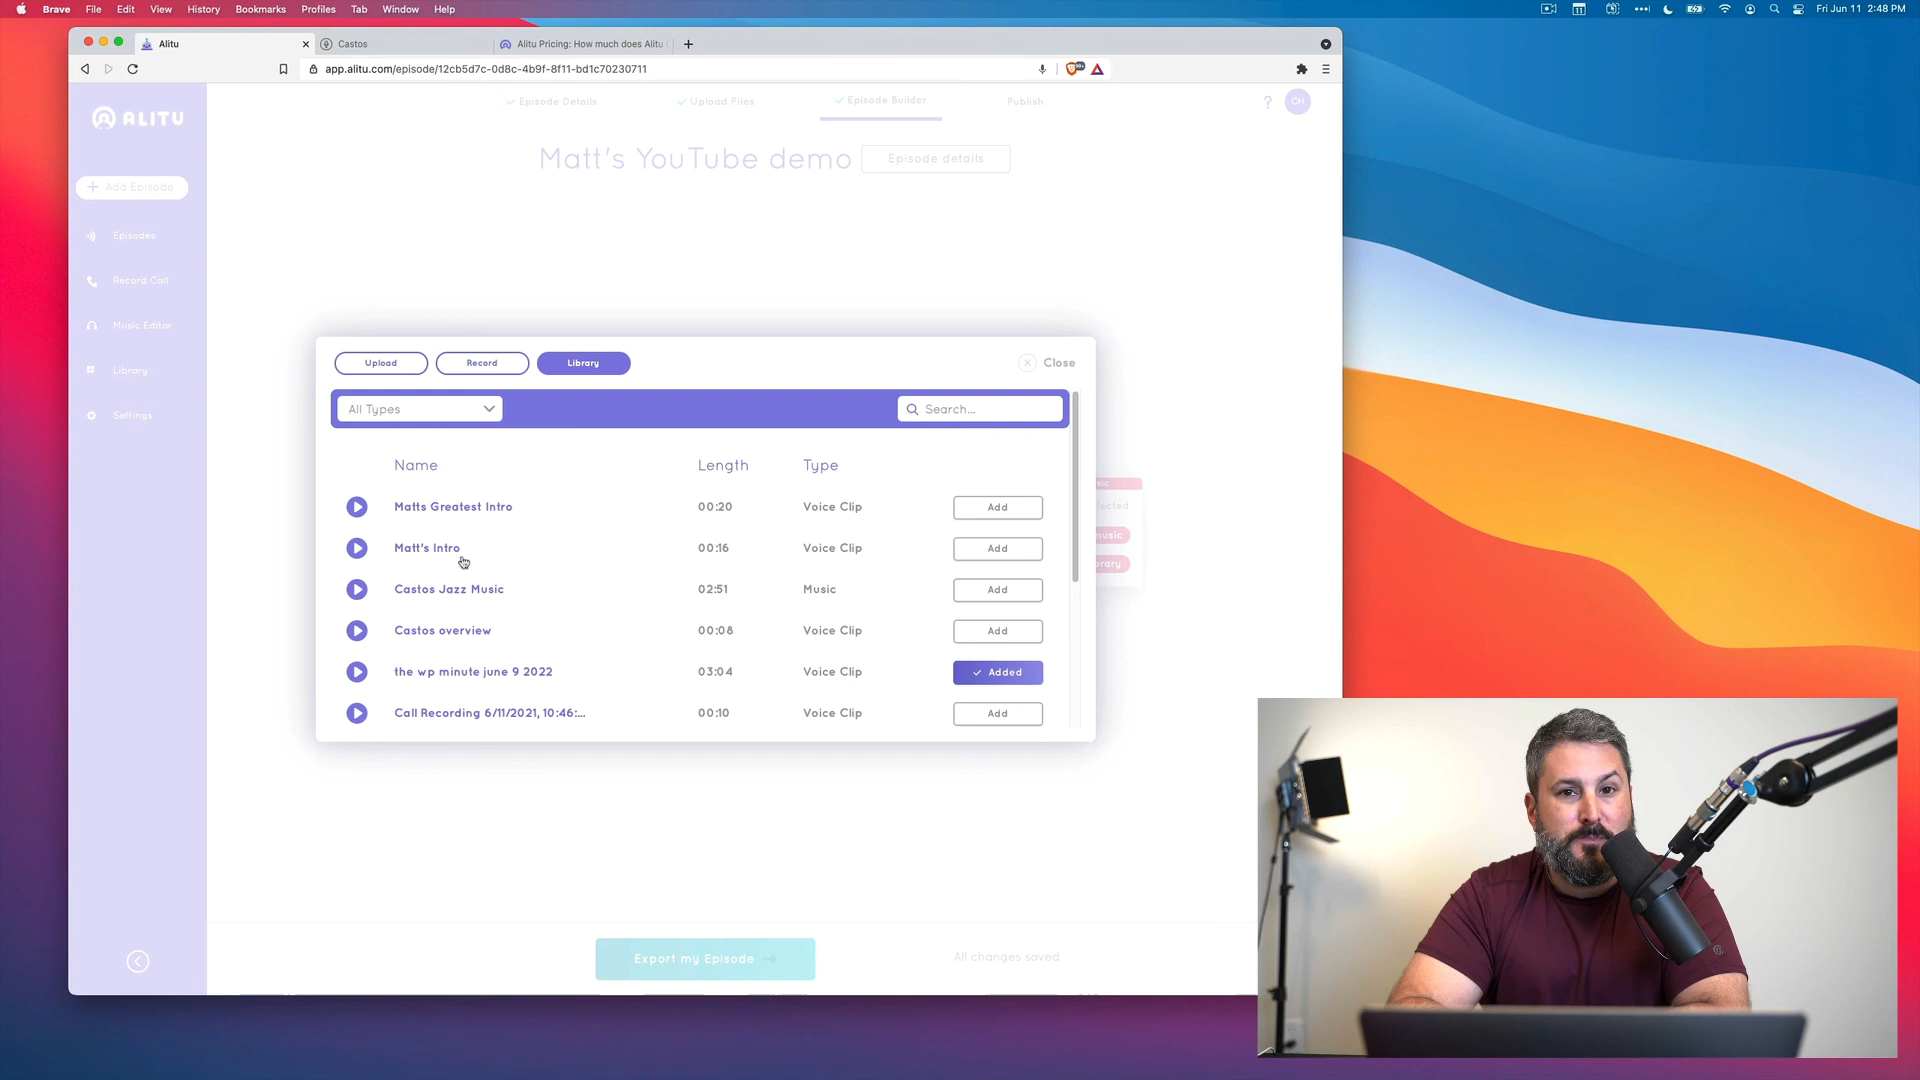 Brave File Edit View History Bookmarks Profiles Tab Window Help
11
Fri Jun 11 2:48 PM
Alitu
Castos
Alitu Pricing: How much does Alitu
app.alitu.com/episode/12cb5d7c-0d8c-4b9f-8f11-bd1c70230711
99+
ALITU
Episode Details
Upload Files
Episode Builder
Publish
? CH
Matt's YouTube demo
Episode details
+ Add Episode
Episodes
Record Call
Music Editor
Library
Settings
Upload
Record
Library
Close
All Types
Search...
Name Length Type
Matts Greatest Intro 00:20 Voice Clip Add
Matt's Intro 00:16 Voice Clip Add
Castos Jazz Music 02:51 Music Add
Castos overview 00:08 Voice Clip Add
the wp minute june 9 2022 03:04 Voice Clip Added
Call Recording 6/11/2021, 10:46:... 00:10 Voice Clip Add
Export my Episode
All changes saved